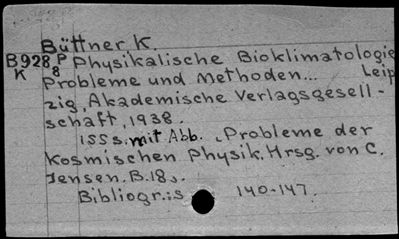 Büttner K.
B928 P Physikalische Bioklimatologie
K 8 Probleme und Methoden... Leip
zig, Akademische Verlagsgesell-
schaft, 1938.
155 s. mit Abb. „Probleme der
kosmischen Physik. Hrsg. von C.
Jensen. B. 18".
Bibliogr.: s. 140-147.